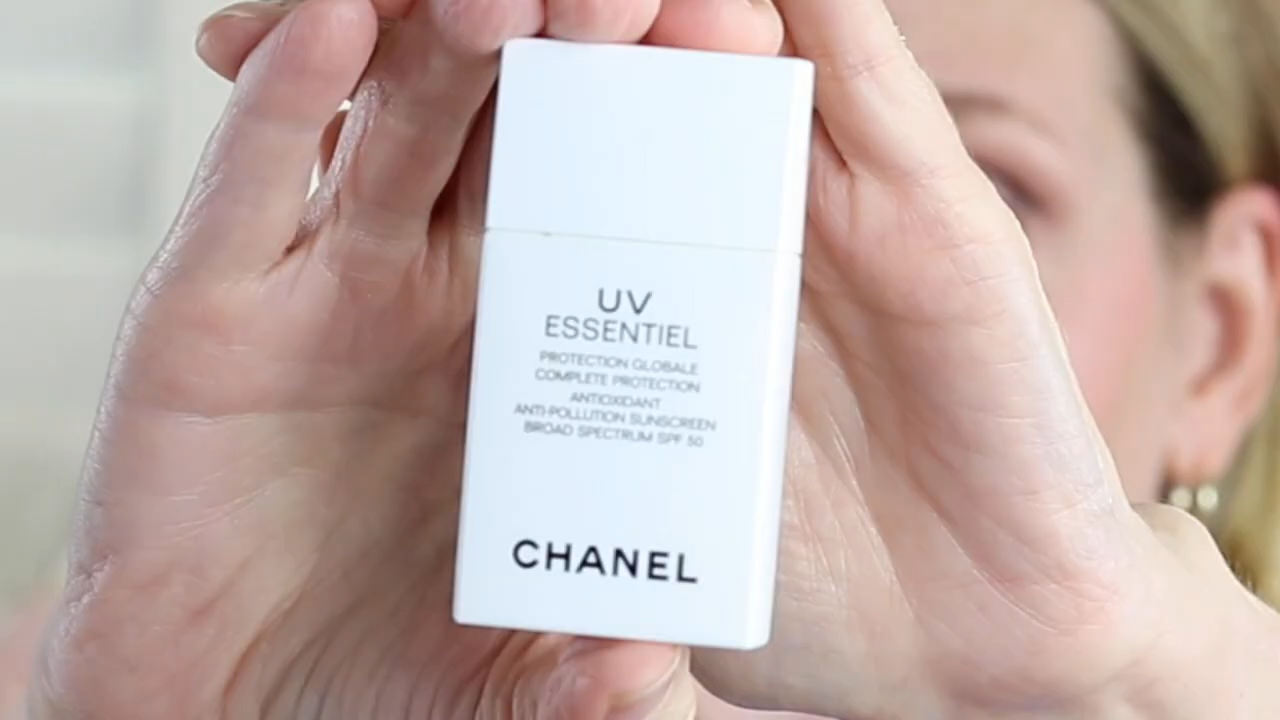 UV
ESSENTIEL
PROTECTION GLOBALE
COMPLETE PROTECTION
ANTIOXIDANT
ANTI-POLLUTION SUNSCREEN
BROAD SPECTRUM SPF 50
CHANEL